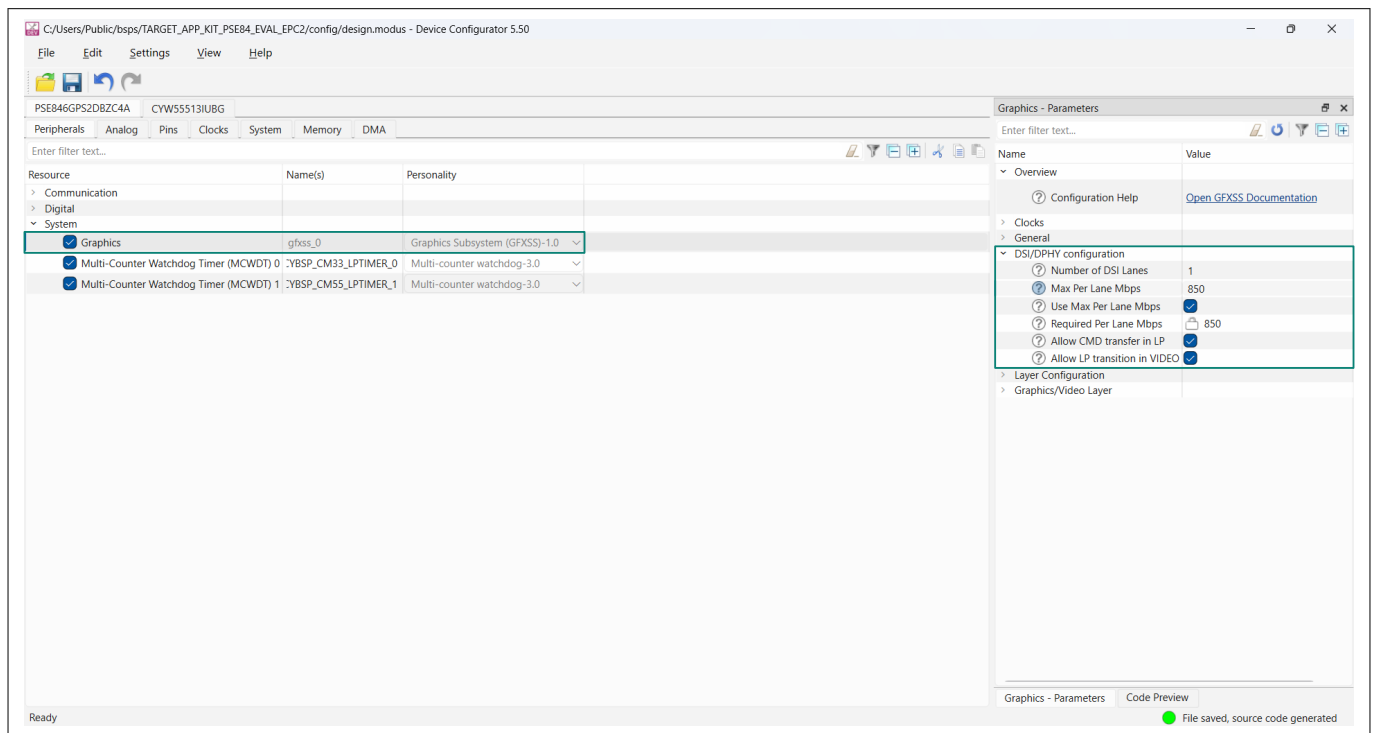 C:/Users/Public/bsps/TARGET_APP_KIT_PSE84_EVAL_EPC2/config/design.modus - Device Configurator 5.50
File Edit Settings View Help
PSE846GPS2DBZC4A CYW55513IUBG
Peripherals Analog Pins Clocks System Memory DMA
Enter filter text...
Resource Name(s) Personality
Communication
Digital
System
Graphics gfxss_0 Graphics Subsystem (GFXSS)-1.0
Multi-Counter Watchdog Timer (MCWDT) 0 :YBSP_CM33_LPTIMER_0 Multi-counter watchdog-3.0
Multi-Counter Watchdog Timer (MCWDT) 1 :YBSP_CM55_LPTIMER_1 Multi-counter watchdog-3.0
Graphics - Parameters
Enter filter text...
Name Value
Overview
Configuration Help Open GFXSS Documentation
Clocks
General
DSI/DPHY configuration
Number of DSI Lanes 1
Max Per Lane Mbps 850
Use Max Per Lane Mbps
Required Per Lane Mbps 850
Allow CMD transfer in LP
Allow LP transition in VIDEO
Layer Configuration
Graphics/Video Layer
Graphics - Parameters Code Preview
Ready
File saved, source code generated